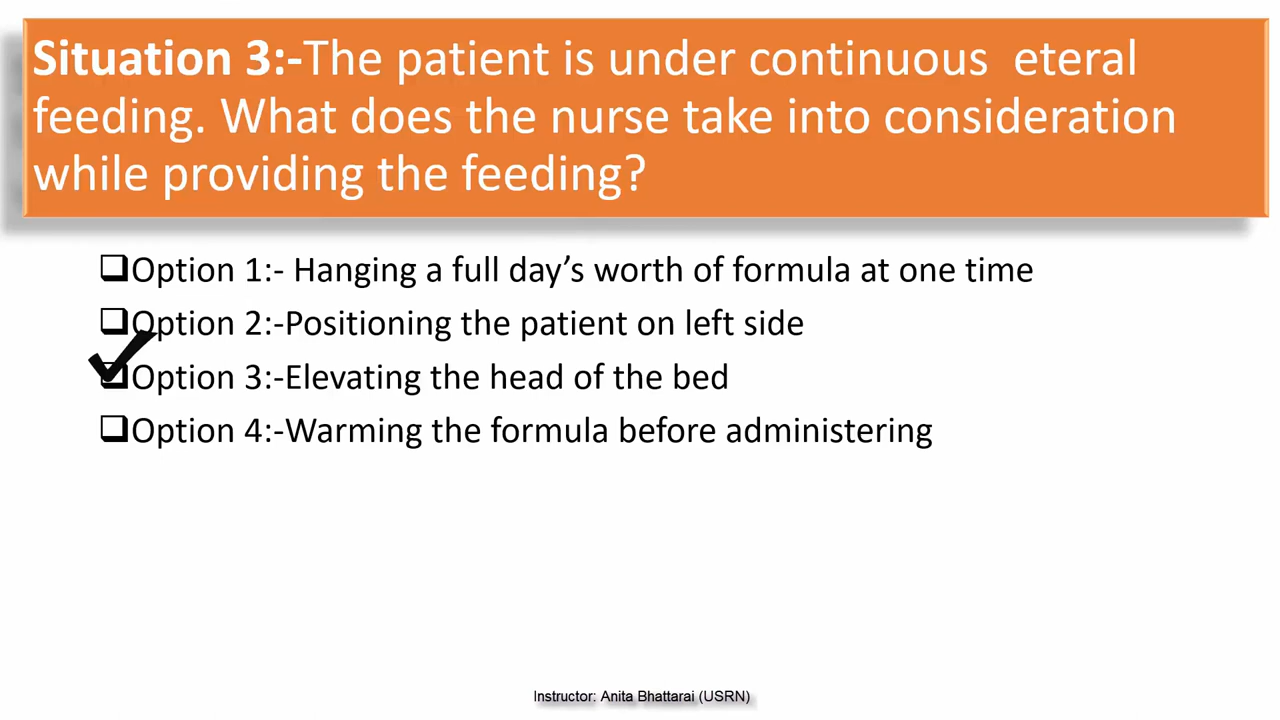 Situation 3:-The patient is under continuous  eteral
feeding. What does the nurse take into consideration
while providing the feeding?
Option 1:- Hanging a full day’s worth of formula at one time
Option 2:-Positioning the patient on left side
Option 3:-Elevating the head of the bed
Option 4:-Warming the formula before administering
Instructor: Anita Bhattarai (USRN)